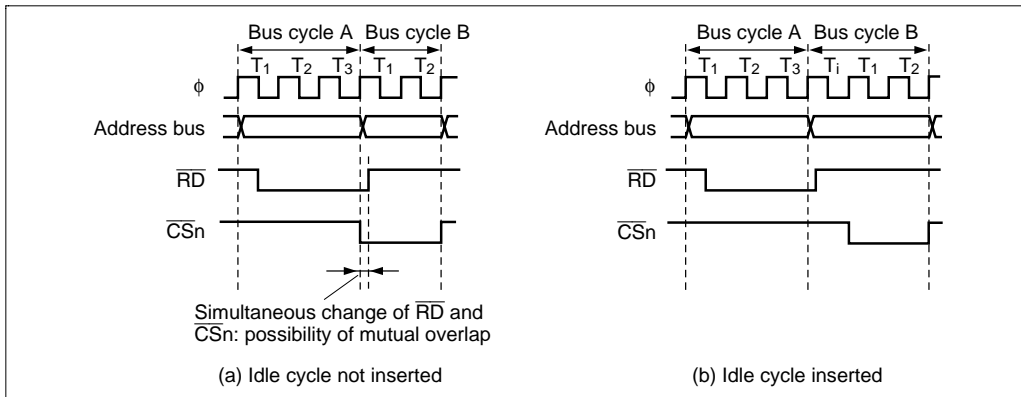 Bus cycle A Bus cycle B
T1 T2 T3 T1 T2
φ
Address bus
RD
CSn
Simultaneous change of RD and
CSn: possibility of mutual overlap
(a) Idle cycle not inserted
Bus cycle A Bus cycle B
T1 T2 T3 Ti T1 T2
φ
Address bus
RD
CSn
(b) Idle cycle inserted